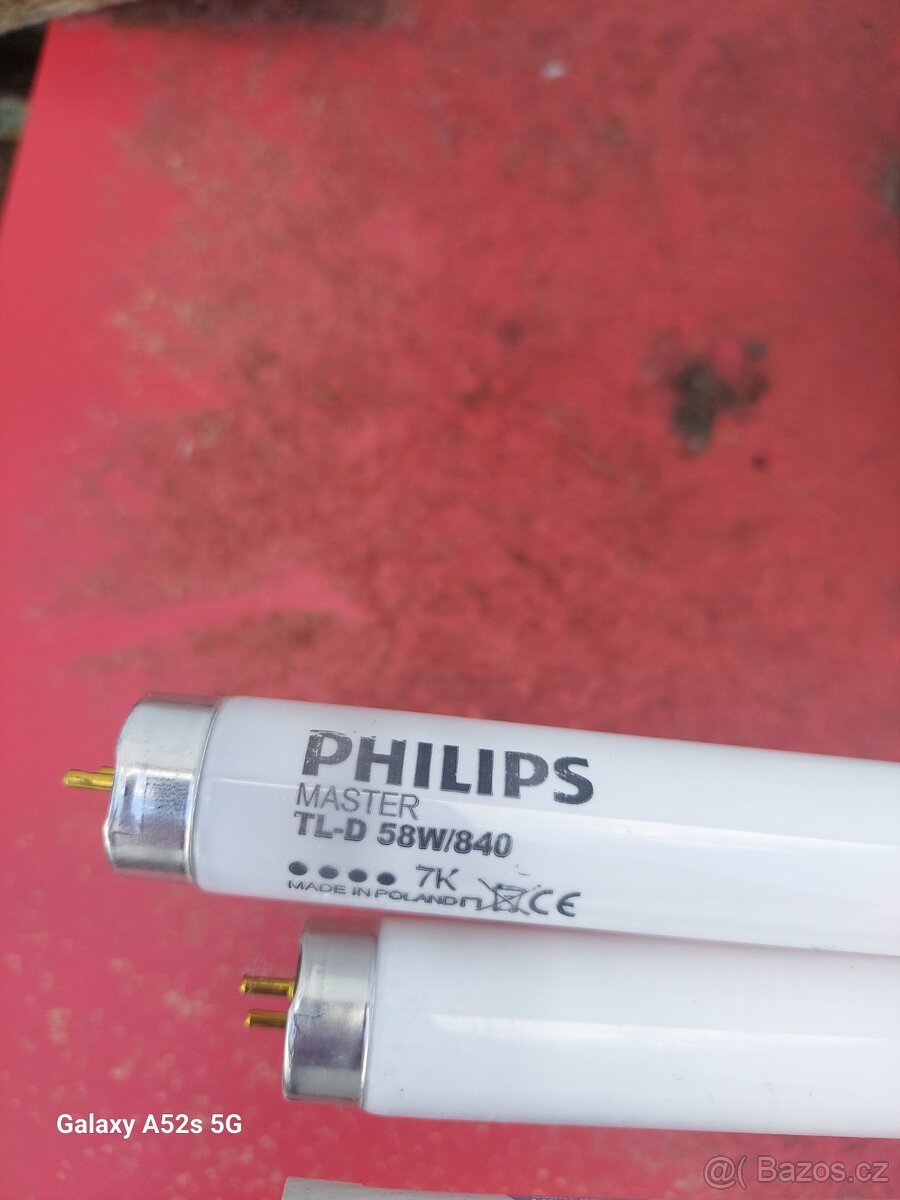 PHILIPS
MASTER
TL-D 58W/840
7K
MADE IN POLAND CE
Galaxy A52s 5G
@( Bazos.cz